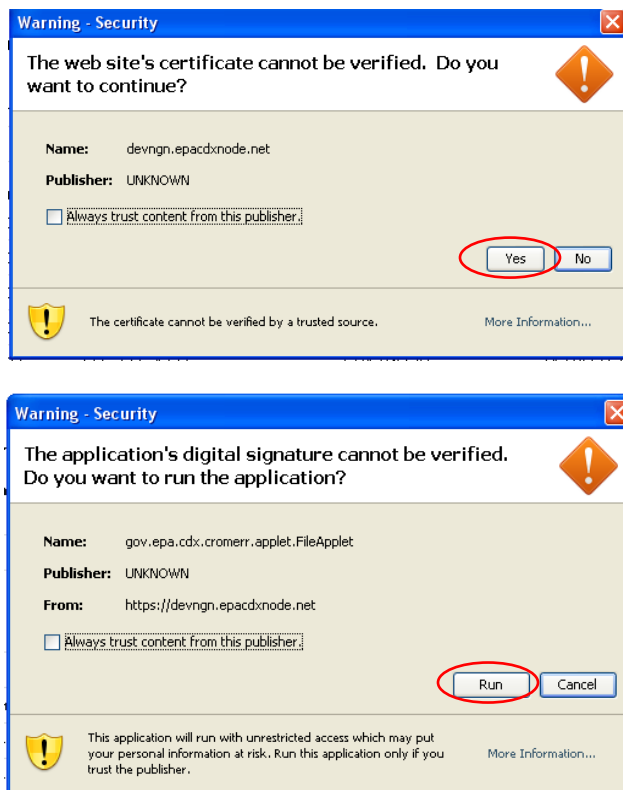 Warning - Security
The web site's certificate cannot be verified. Do you
want to continue?
Name: devngn.epacdxnode.net
Publisher: UNKNOWN
Always trust content from this publisher.
Yes No
The certificate cannot be verified by a trusted source. More Information...
Warning - Security
The application's digital signature cannot be verified.
Do you want to run the application?
Name: gov.epa.cdx.cromerr.applet.FileApplet
Publisher: UNKNOWN
From: https://devngn.epacdxnode.net
Always trust content from this publisher.
Run Cancel
This application will run with unrestricted access which may put
your personal information at risk. Run this application only if you More Information...
trust the publisher.